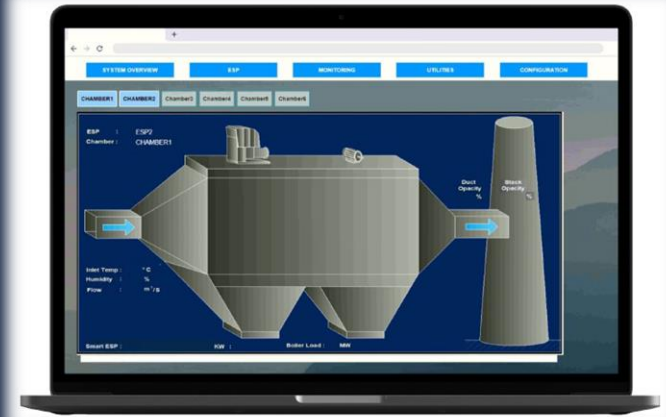 SYSTEM OVERVIEW ESP MONITORING UTILITIES CONFIGURATION
CHAMBER1 CHAMBER2 Chamber3 Chamber4 Chamber5 Chamber6
ESP : ESP2
Chamber : CHAMBER1
Duct Opacity %
Stack Opacity %
Inlet Temp : ° C
Humidity : %
Flow : m³/S
Smart ESP : KW : Boiler Load : MW